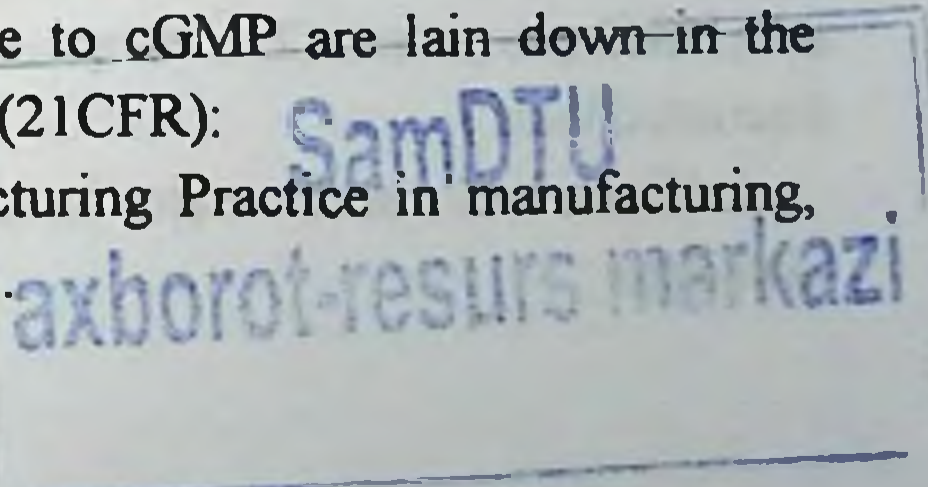 e to cGMP are lain down in the
(21CFR):
SamDTU
cturing Practice in manufacturing,
axborot-resurs markazi